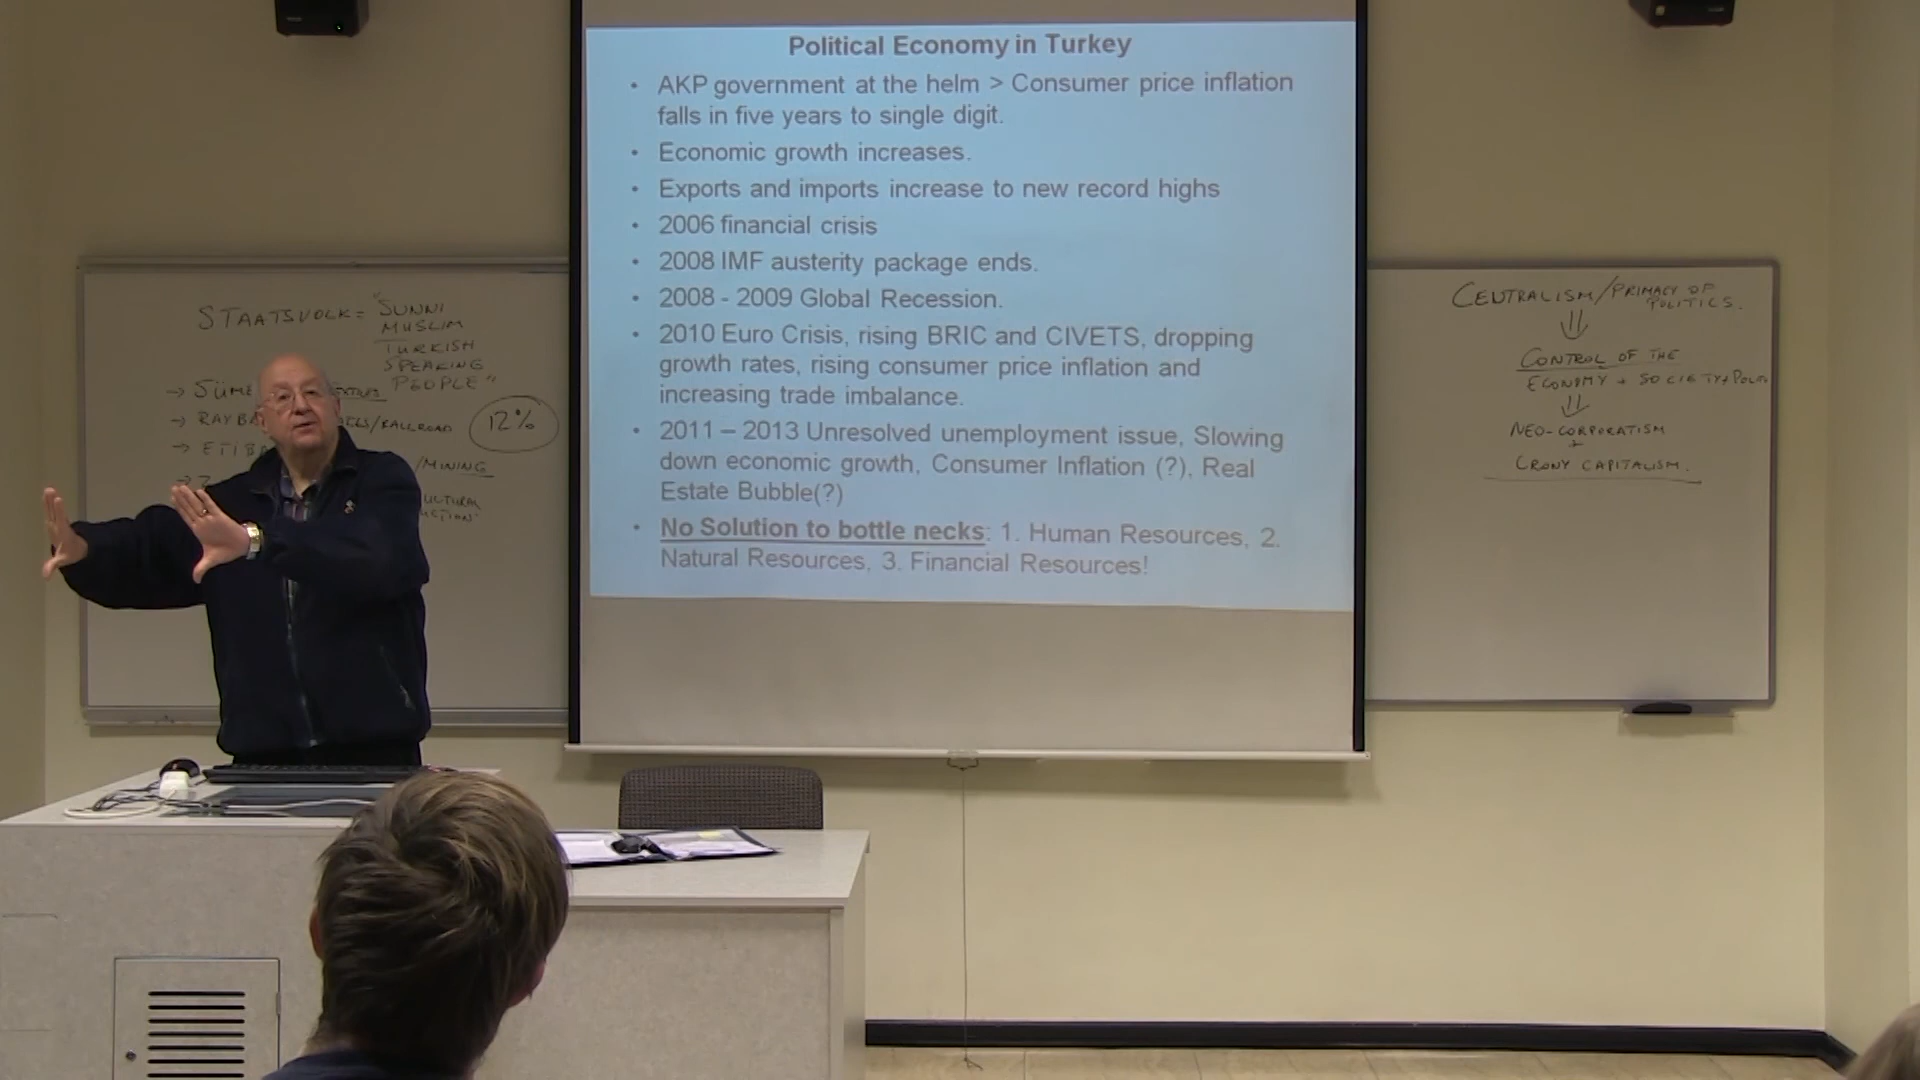 Political Economy in Turkey
• AKP government at the helm > Consumer price inflation
falls in five years to single digit.
• Economic growth increases.
• Exports and imports increase to new record highs
• 2006 financial crisis
• 2008 IMF austerity package ends.
• 2008 - 2009 Global Recession.
• 2010 Euro Crisis, rising BRIC and CIVETS, dropping
growth rates, rising consumer price inflation and
increasing trade imbalance.
• 2011 – 2013 Unresolved unemployment issue, Slowing
down economic growth, Consumer Inflation (?), Real
Estate Bubble(?)
• No Solution to bottle necks: 1. Human Resources, 2.
Natural Resources, 3. Financial Resources!
STAATSVOLK = "SUNNI
MUSLIM
TURKISH
SPEAKING
PEOPLE"
→ SÜME
→ RAYBA /RAILROAD
→ ETİB /MINING
→ Z
12%
CENTRALISM/PRIMACY OF
POLITICS.
⇓
CONTROL OF THE
ECONOMY + SOCIETY +
⇓
NEO-CORPORATISM
+
CRONY CAPITALISM.